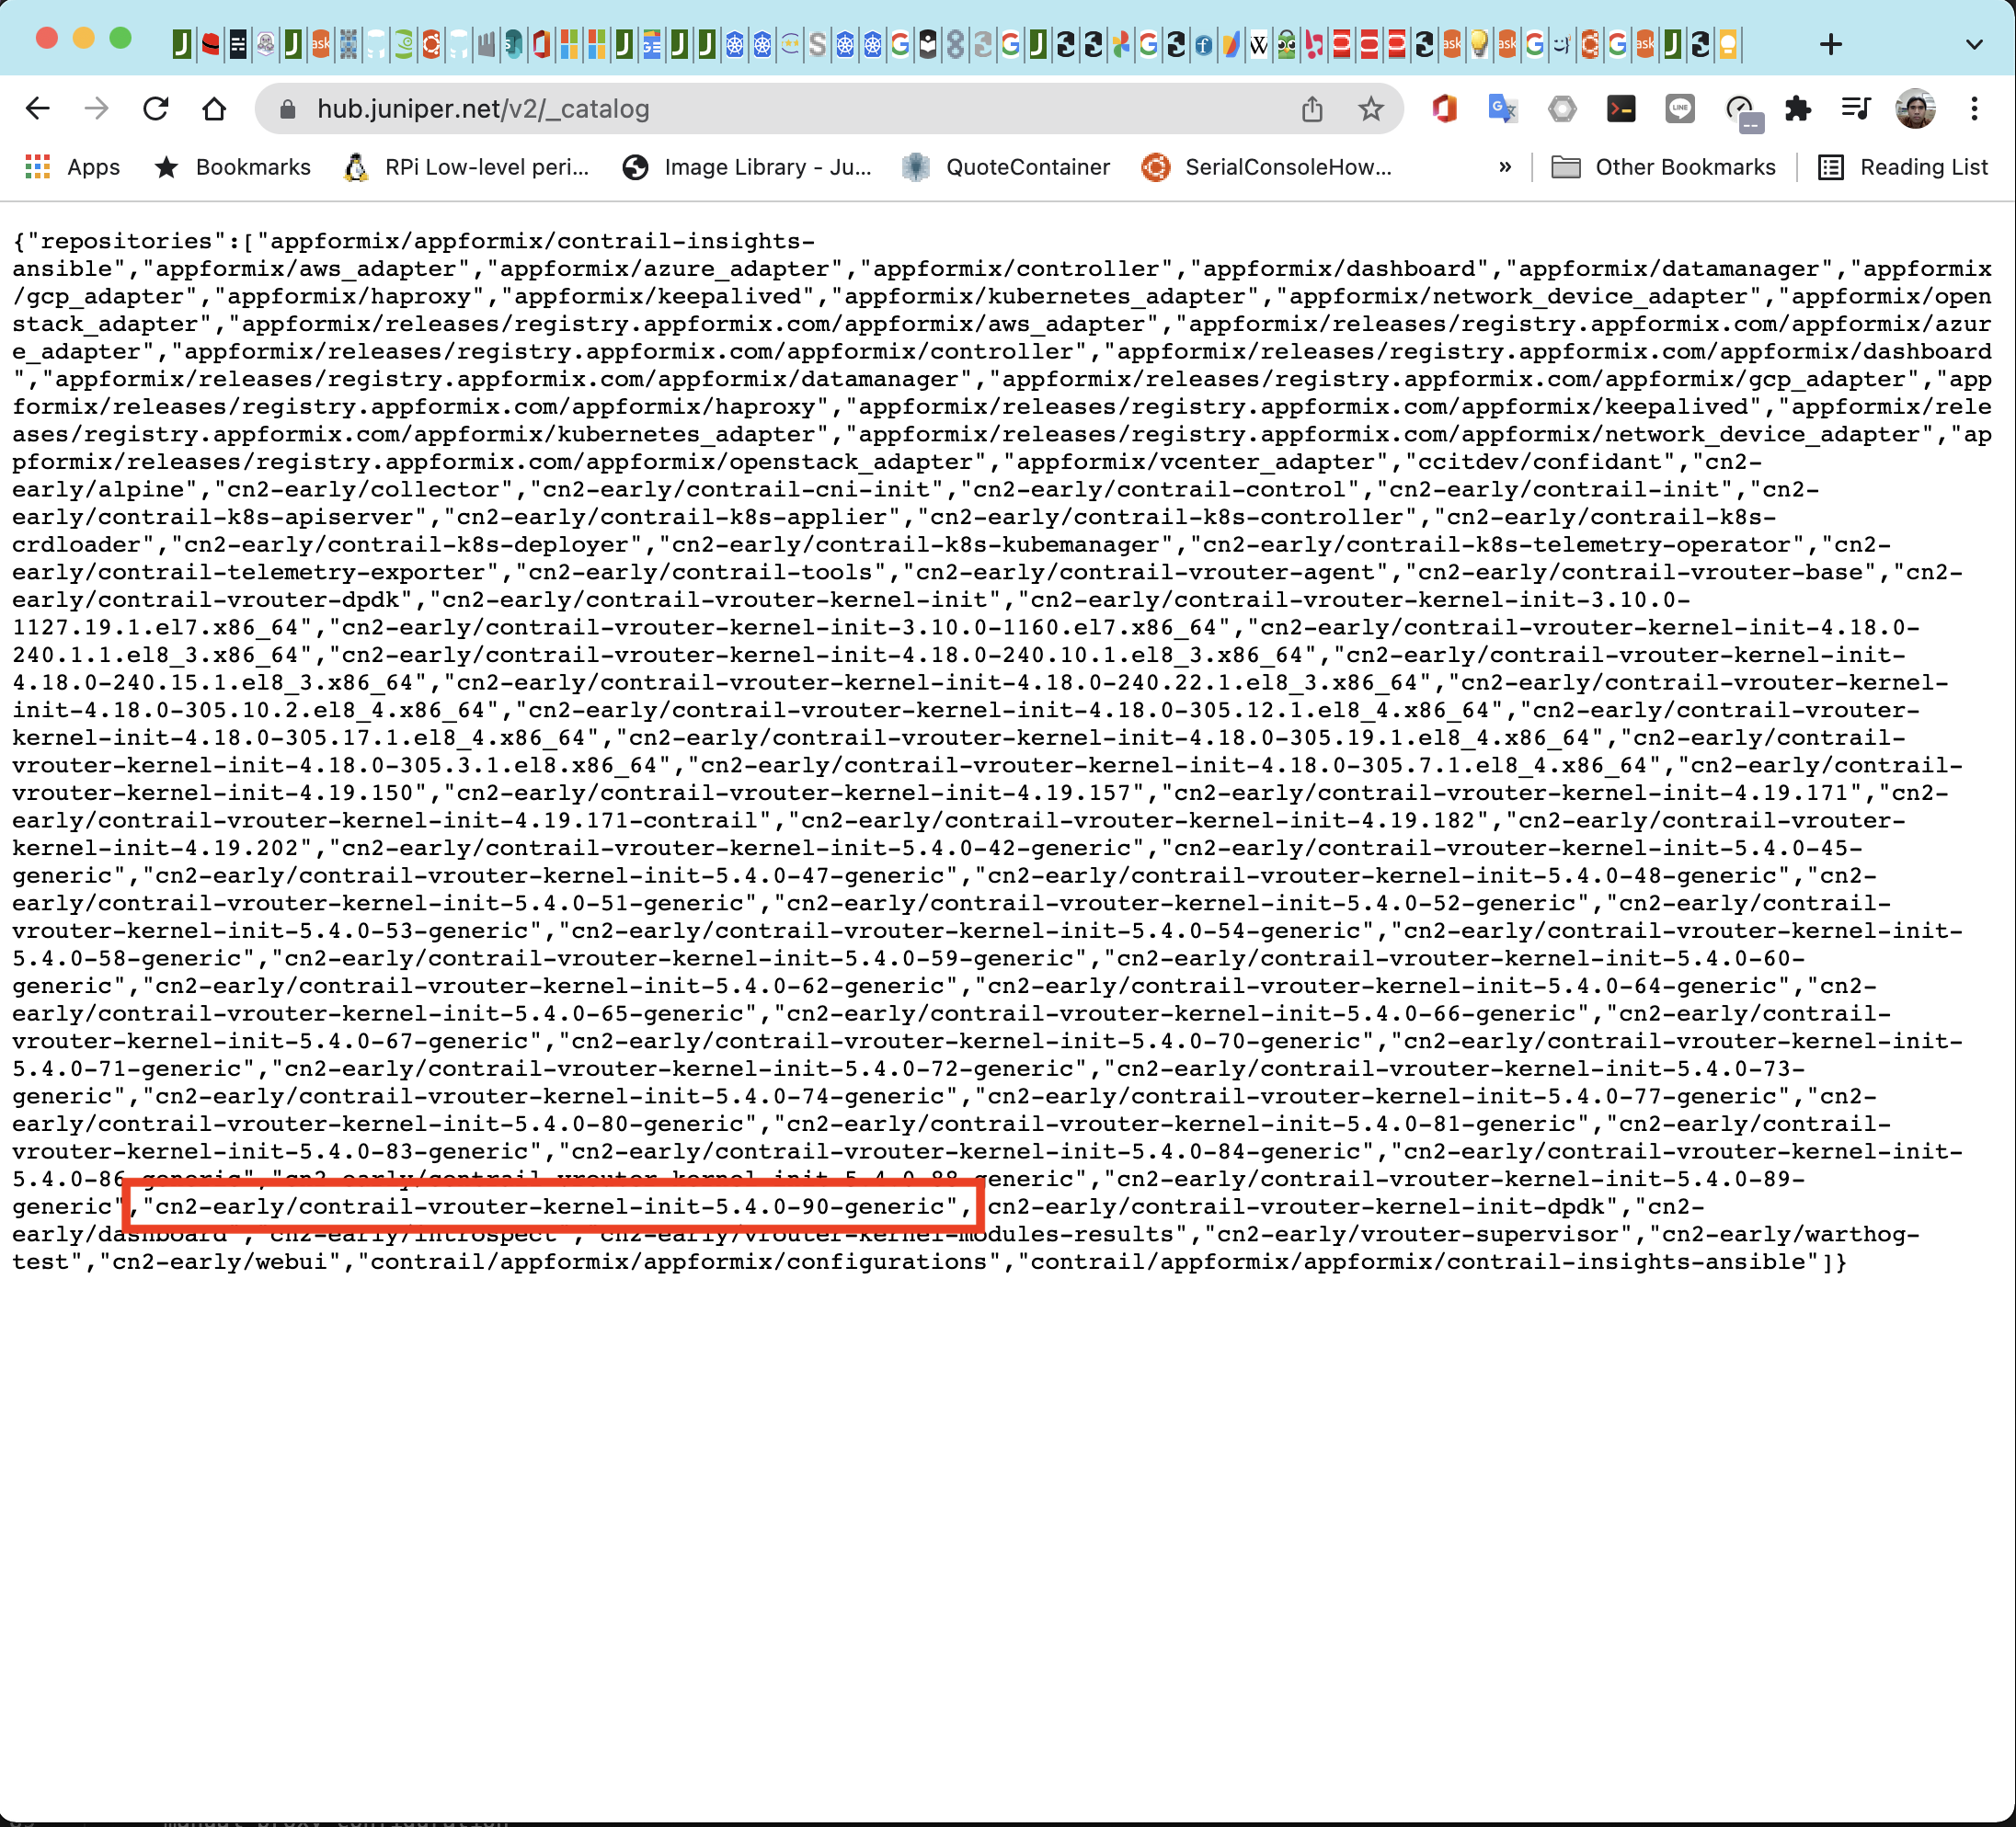 hub.juniper.net/v2/_catalog
Apps Bookmarks RPi Low-level peri... Image Library - Ju... QuoteContainer SerialConsoleHow... » Other Bookmarks Reading List
{"repositories":["appformix/appformix/contrail-insights-
ansible","appformix/aws_adapter","appformix/azure_adapter","appformix/controller","appformix/dashboard","appformix/datamanager","appformix
/gcp_adapter","appformix/haproxy","appformix/keepalived","appformix/kubernetes_adapter","appformix/network_device_adapter","appformix/open
stack_adapter","appformix/releases/registry.appformix.com/appformix/aws_adapter","appformix/releases/registry.appformix.com/appformix/azur
e_adapter","appformix/releases/registry.appformix.com/appformix/controller","appformix/releases/registry.appformix.com/appformix/dashboard
","appformix/releases/registry.appformix.com/appformix/datamanager","appformix/releases/registry.appformix.com/appformix/gcp_adapter","app
formix/releases/registry.appformix.com/appformix/haproxy","appformix/releases/registry.appformix.com/appformix/keepalived","appformix/rele
ases/registry.appformix.com/appformix/kubernetes_adapter","appformix/releases/registry.appformix.com/appformix/network_device_adapter","ap
pformix/releases/registry.appformix.com/appformix/openstack_adapter","appformix/vcenter_adapter","ccitdev/confidant","cn2-
early/alpine","cn2-early/collector","cn2-early/contrail-cni-init","cn2-early/contrail-control","cn2-early/contrail-init","cn2-
early/contrail-k8s-apiserver","cn2-early/contrail-k8s-applier","cn2-early/contrail-k8s-controller","cn2-early/contrail-k8s-
crdloader","cn2-early/contrail-k8s-deployer","cn2-early/contrail-k8s-kubemanager","cn2-early/contrail-k8s-telemetry-operator","cn2-
early/contrail-telemetry-exporter","cn2-early/contrail-tools","cn2-early/contrail-vrouter-agent","cn2-early/contrail-vrouter-base","cn2-
early/contrail-vrouter-dpdk","cn2-early/contrail-vrouter-kernel-init","cn2-early/contrail-vrouter-kernel-init-3.10.0-
1127.19.1.el7.x86_64","cn2-early/contrail-vrouter-kernel-init-3.10.0-1160.el7.x86_64","cn2-early/contrail-vrouter-kernel-init-4.18.0-
240.1.1.el8_3.x86_64","cn2-early/contrail-vrouter-kernel-init-4.18.0-240.10.1.el8_3.x86_64","cn2-early/contrail-vrouter-kernel-init-
4.18.0-240.15.1.el8_3.x86_64","cn2-early/contrail-vrouter-kernel-init-4.18.0-240.22.1.el8_3.x86_64","cn2-early/contrail-vrouter-kernel-
init-4.18.0-305.10.2.el8_4.x86_64","cn2-early/contrail-vrouter-kernel-init-4.18.0-305.12.1.el8_4.x86_64","cn2-early/contrail-vrouter-
kernel-init-4.18.0-305.17.1.el8_4.x86_64","cn2-early/contrail-vrouter-kernel-init-4.18.0-305.19.1.el8_4.x86_64","cn2-early/contrail-
vrouter-kernel-init-4.18.0-305.3.1.el8.x86_64","cn2-early/contrail-vrouter-kernel-init-4.18.0-305.7.1.el8_4.x86_64","cn2-early/contrail-
vrouter-kernel-init-4.19.150","cn2-early/contrail-vrouter-kernel-init-4.19.157","cn2-early/contrail-vrouter-kernel-init-4.19.171","cn2-
early/contrail-vrouter-kernel-init-4.19.171-contrail","cn2-early/contrail-vrouter-kernel-init-4.19.182","cn2-early/contrail-vrouter-
kernel-init-4.19.202","cn2-early/contrail-vrouter-kernel-init-5.4.0-42-generic","cn2-early/contrail-vrouter-kernel-init-5.4.0-45-
generic","cn2-early/contrail-vrouter-kernel-init-5.4.0-47-generic","cn2-early/contrail-vrouter-kernel-init-5.4.0-48-generic","cn2-
early/contrail-vrouter-kernel-init-5.4.0-51-generic","cn2-early/contrail-vrouter-kernel-init-5.4.0-52-generic","cn2-early/contrail-
vrouter-kernel-init-5.4.0-53-generic","cn2-early/contrail-vrouter-kernel-init-5.4.0-54-generic","cn2-early/contrail-vrouter-kernel-init-
5.4.0-58-generic","cn2-early/contrail-vrouter-kernel-init-5.4.0-59-generic","cn2-early/contrail-vrouter-kernel-init-5.4.0-60-
generic","cn2-early/contrail-vrouter-kernel-init-5.4.0-62-generic","cn2-early/contrail-vrouter-kernel-init-5.4.0-64-generic","cn2-
early/contrail-vrouter-kernel-init-5.4.0-65-generic","cn2-early/contrail-vrouter-kernel-init-5.4.0-66-generic","cn2-early/contrail-
vrouter-kernel-init-5.4.0-67-generic","cn2-early/contrail-vrouter-kernel-init-5.4.0-70-generic","cn2-early/contrail-vrouter-kernel-init-
5.4.0-71-generic","cn2-early/contrail-vrouter-kernel-init-5.4.0-72-generic","cn2-early/contrail-vrouter-kernel-init-5.4.0-73-
generic","cn2-early/contrail-vrouter-kernel-init-5.4.0-74-generic","cn2-early/contrail-vrouter-kernel-init-5.4.0-77-generic","cn2-
early/contrail-vrouter-kernel-init-5.4.0-80-generic","cn2-early/contrail-vrouter-kernel-init-5.4.0-81-generic","cn2-early/contrail-
vrouter-kernel-init-5.4.0-83-generic","cn2-early/contrail-vrouter-kernel-init-5.4.0-84-generic","cn2-early/contrail-vrouter-kernel-init-
5.4.0-86-generic","cn2-early/contrail-vrouter-kernel-init-5.4.0-88-generic","cn2-early/contrail-vrouter-kernel-init-5.4.0-89-
generic","cn2-early/contrail-vrouter-kernel-init-5.4.0-90-generic","cn2-early/contrail-vrouter-kernel-init-dpdk","cn2-
early/dashboard","cn2-early/introspect","cn2-early/vrouter-kernel-modules-results","cn2-early/vrouter-supervisor","cn2-early/warthog-
test","cn2-early/webui","contrail/appformix/appformix/configurations","contrail/appformix/appformix/contrail-insights-ansible"]}